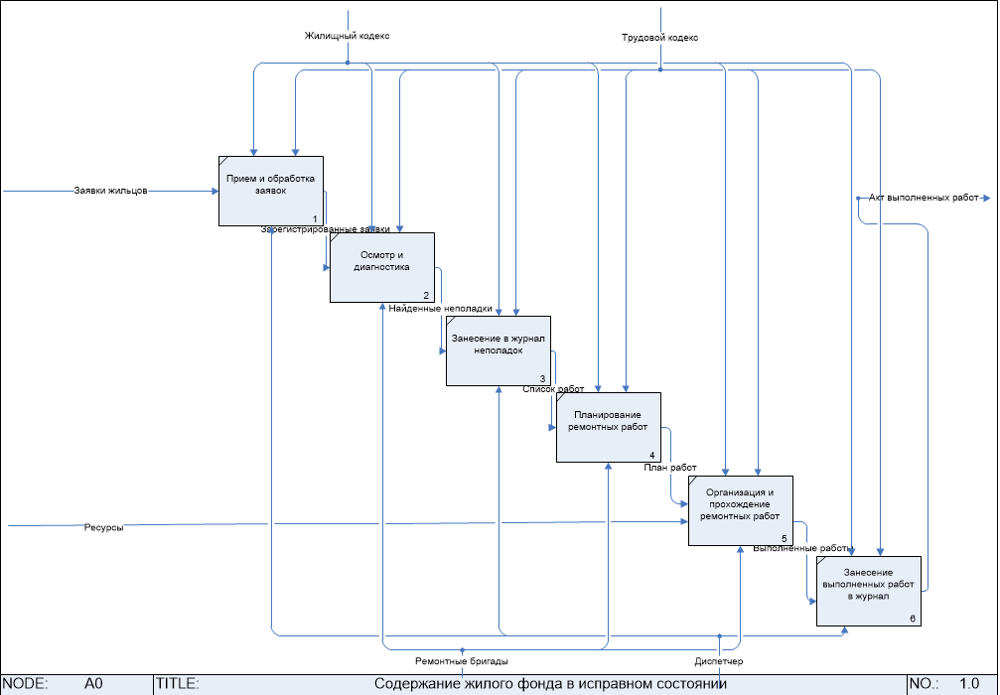 Жилищный кодекс
Трудовой кодекс
Прием и обработка
заявок
1
Заявки жильцов
Акт выполненных работ
Зарегистрированные заявки
Осмотр и
диагностика
2
Найденные неполадки
Занесение в журнал
неполадок
3
Список работ
Планирование
ремонтных работ
4
План работ
Организация и
прохождение
ремонтных работ
5
Ресурсы
Выполненные работы
Занесение
выполненных работ
в журнал
6
Ремонтные бригады
Диспетчер
NODE: A0 TITLE: Содержание жилого фонда в исправном состоянии NO.: 1.0